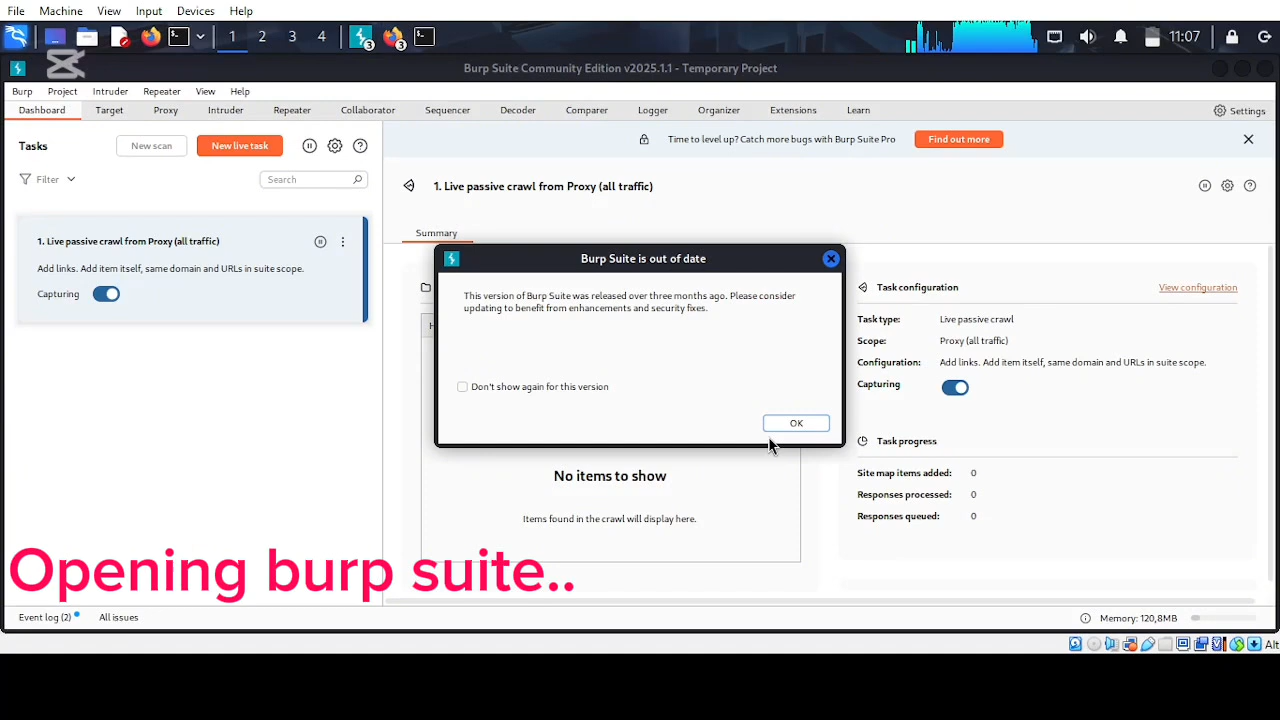 File Machine View Input Devices Help
1 2 3 4 3 3 11:07
Burp Suite Community Edition v2025.1.1 - Temporary Project
Burp Project Intruder Repeater View Help
Dashboard Target Proxy Intruder Repeater Collaborator Sequencer Decoder Comparer Logger Organizer Extensions Learn Settings
Tasks New scan New live task
Time to level up? Catch more bugs with Burp Suite Pro Find out more
Filter Search
1. Live passive crawl from Proxy (all traffic)
Summary
1. Live passive crawl from Proxy (all traffic)
Add links. Add item itself, same domain and URLs in suite scope.
Capturing
Burp Suite is out of date
This version of Burp Suite was released over three months ago. Please consider
updating to benefit from enhancements and security fixes.
Don't show again for this version
OK
No items to show
Items found in the crawl will display here.
Task configuration View configuration
Task type: Live passive crawl
Scope: Proxy (all traffic)
Configuration: Add links. Add item itself, same domain and URLs in suite scope.
Capturing
Task progress
Site map items added: 0
Responses processed: 0
Responses queued: 0
Opening burp suite..
Event log (2) All issues Memory: 120,8MB
Alt